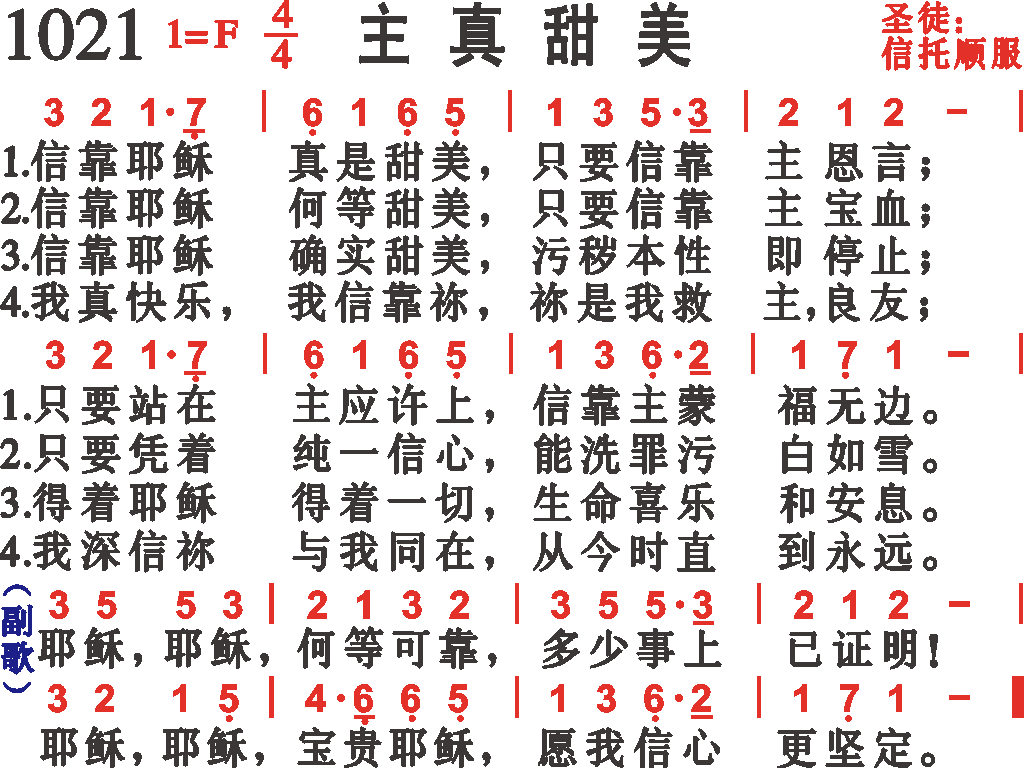 1021 1=F 4/4 主真甜美 圣徒：
信托顺服
3 2 1· 7 | 6 1 6 5 | 1 3 5· 3 | 2 1 2 － |
1.信靠耶稣 真是甜美，只要信靠 主恩言；
2.信靠耶稣 何等甜美，只要信靠 主宝血；
3.信靠耶稣 确实甜美，污秽本性 即停止；
4.我真快乐，我信靠祢，祢是我救 主，良友；
3 2 1· 7 | 6 1 6 5 | 1 3 6· 2 | 1 7 1 － |
1.只要站在 主应许上，信靠主蒙 福无边。
2.只要凭着 纯一信心，能洗罪污 白如雪。
3.得着耶稣 得着一切，生命喜乐 和安息。
4.我深信祢 与我同在，从今时直 到永远。
（副歌）
3 5 5 3 | 2 1 3 2 | 3 5 5· 3 | 2 1 2 － |
耶稣，耶稣，何等可靠，多少事上 已证明！
3 2 1 5 | 4· 6 6 5 | 1 3 6· 2 | 1 7 1 －
耶稣，耶稣，宝贵耶稣，愿我信心 更坚定。